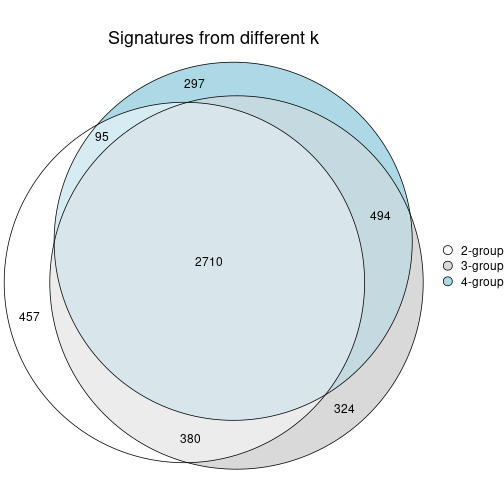 Signatures from different k
297
95
494
2710
2-group
3-group
4-group
457
324
380